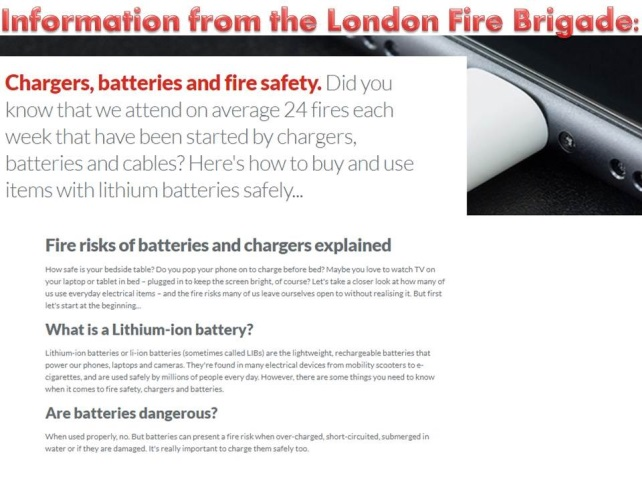 Information from the London Fire Brigade:
Chargers, batteries and fire safety. Did you
know that we attend on average 24 fires each
week that have been started by chargers,
batteries and cables? Here's how to buy and use
items with lithium batteries safely...
Fire risks of batteries and chargers explained
How safe is your bedside table? Do you pop your phone on to charge before bed? Maybe you love to watch TV on
your laptop or tablet in bed – plugged in to keep the screen bright, of course? Let's take a closer look at how many of
us use everyday electrical items – and the fire risks many of us leave ourselves open to without realising it. But first
let's start at the beginning...
What is a Lithium-ion battery?
Lithium-ion batteries or li-ion batteries (sometimes called LIBs) are the lightweight, rechargeable batteries that
power our phones, laptops and cameras. They're found in many electrical devices from mobility scooters to e-
cigarettes, and are used safely by millions of people every day. However, there are some things you need to know
when it comes to fire safety, chargers and batteries.
Are batteries dangerous?
When used properly, no. But batteries can present a fire risk when over-charged, short-circuited, submerged in
water or if they are damaged. It's really important to charge them safely too.